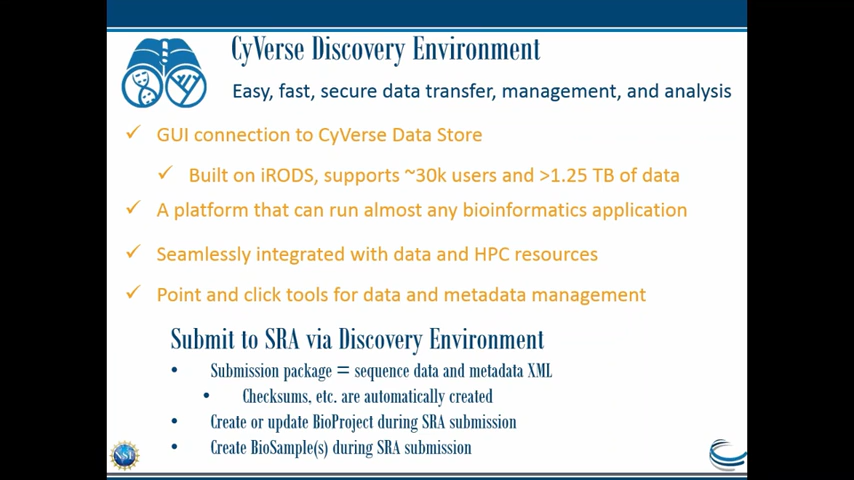 CyVerse Discovery Environment
Easy, fast, secure data transfer, management, and analysis
GUI connection to CyVerse Data Store
Built on iRODS, supports ~30k users and >1.25 TB of data
A platform that can run almost any bioinformatics application
Seamlessly integrated with data and HPC resources
Point and click tools for data and metadata management
Submit to SRA via Discovery Environment
Submission package = sequence data and metadata XML
Checksums, etc. are automatically created
Create or update BioProject during SRA submission
Create BioSample(s) during SRA submission
NSF